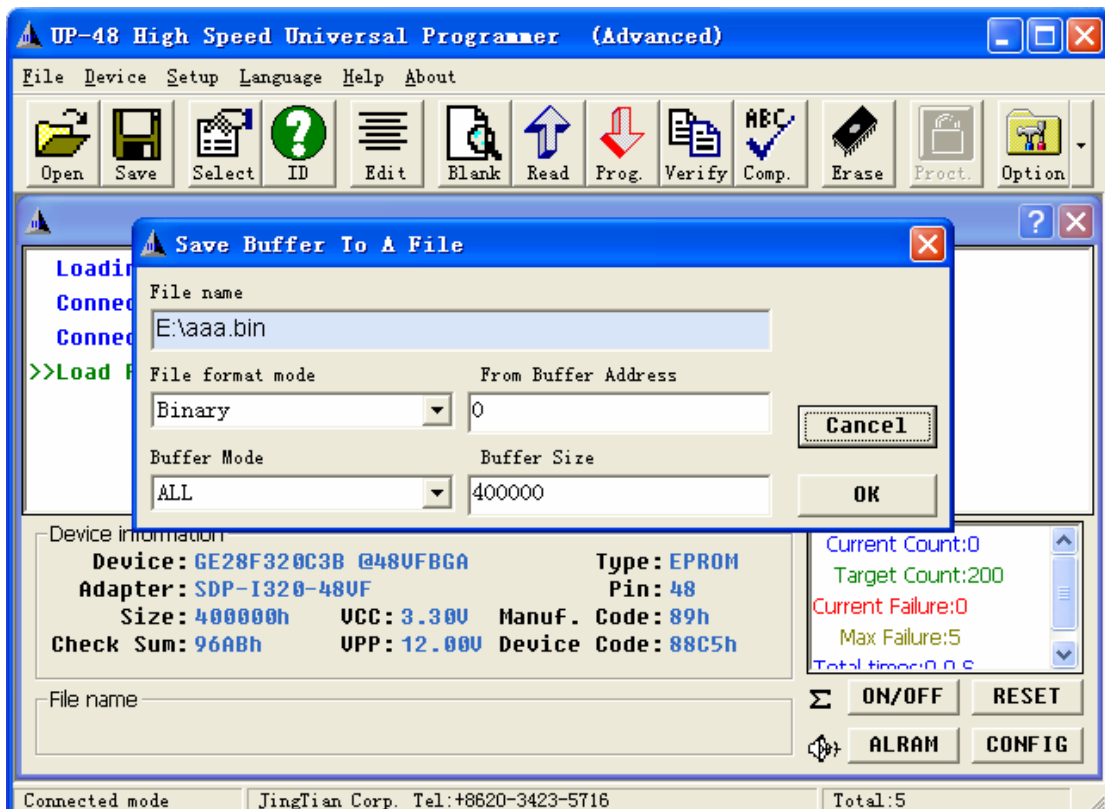 UP-48 High Speed Universal Programmer (Advanced)
File Device Setup Language Help About
Open Save Select ID Edit Blank Read Prog. Verify Comp. Erase Proct. Option
ABC
Save Buffer To A File
Loadin
Connec
Connec
>>Load F
File name
E:\aaa.bin
File format mode From Buffer Address
Binary 0
Cancel
Buffer Mode Buffer Size
ALL 400000
OK
Device information
Device: GE28F320C3B @48VFBGA Type: EPROM
Adapter: SDP-I320-48VF Pin: 48
Size: 400000h VCC: 3.30V Manuf. Code: 89h
Check Sum: 96ABh VPP: 12.00V Device Code: 88C5h
Current Count:0
Target Count:200
Current Failure:0
Max Failure:5
Total times:0.0 S
File name
Σ ON/OFF RESET
ALRAM CONFIG
Connected mode JingTian Corp. Tel:+8620-3423-5716 Total:5